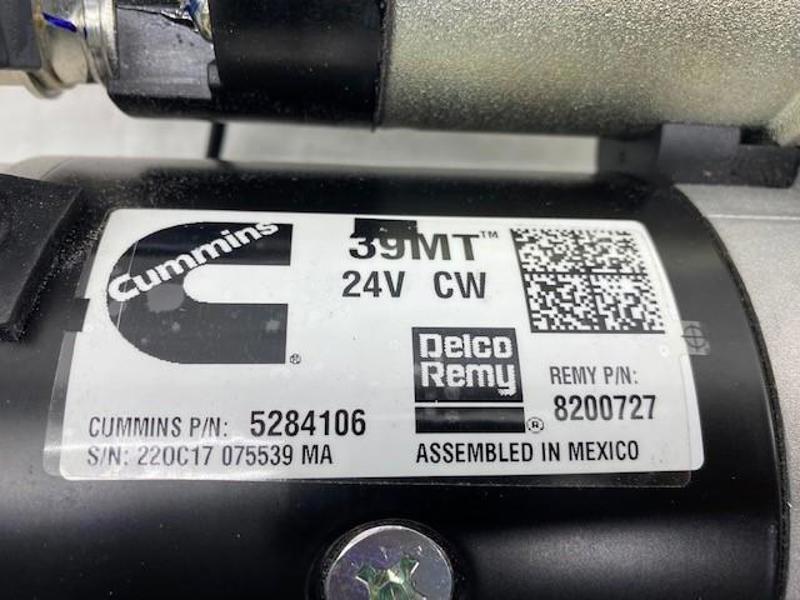 Cummins
®
39MT™
24V CW
Delco
Remy
®
REMY P/N:
8200727
CUMMINS P/N: 5284106
S/N: 220C17 075539 MA
ASSEMBLED IN MEXICO